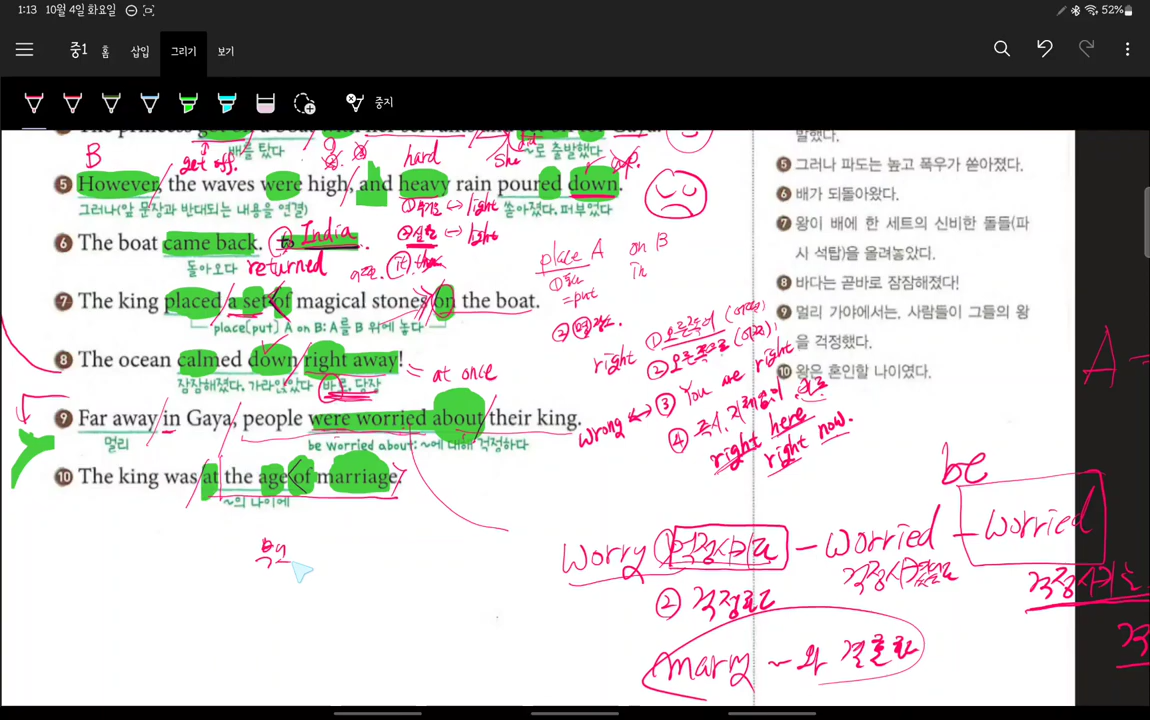 1:13 10월 4일 화요일 52%
중1 홈 삽입 그리기 보기
중지
B get off. 배를 탔다 hard she ~로 출발했다
⑤ However, the waves were high, and heavy rain poured down.
그러나(앞 문장과 반대되는 내용을 연결) ↔ light 쏟아졌다. 퍼부었다
⑥ The boat came back. to India.
↔ light
돌아오다 returned
⑦ The king placed a set of magical stones on the boat.
place(put) A on B: A를 B 위에 놓다
⑧ The ocean calmed down right away!
잠잠해졌다. 가라앉았다 바로, 당장 = at once
⑨ Far away in Gaya, people were worried about their king.
멀리 be worried about: ~에 대해 걱정하다
⑩ The king was at the age of marriage.
~의 나이에
place A on B
in
= put
②
right ①
② 오른쪽으로
wrong ↔ ③ You are right
④ 즉시
right here
right now.
발했다.
⑤ 그러나 파도는 높고 폭우가 쏟아졌다.
⑥ 배가 되돌아왔다.
⑦ 왕이 배에 한 세트의 신비한 돌들(파
사 석탑)을 올려놓았다.
⑧ 바다는 곧바로 잠잠해졌다!
⑨ 멀리 가야에서는, 사람들이 그들의 왕
을 걱정했다.
⑩ 왕은 혼인할 나이였다.
A
be
worry ① 걱정시키다 – worried – worried
걱정시키는
② 걱정하다
marry ~와 결혼하다